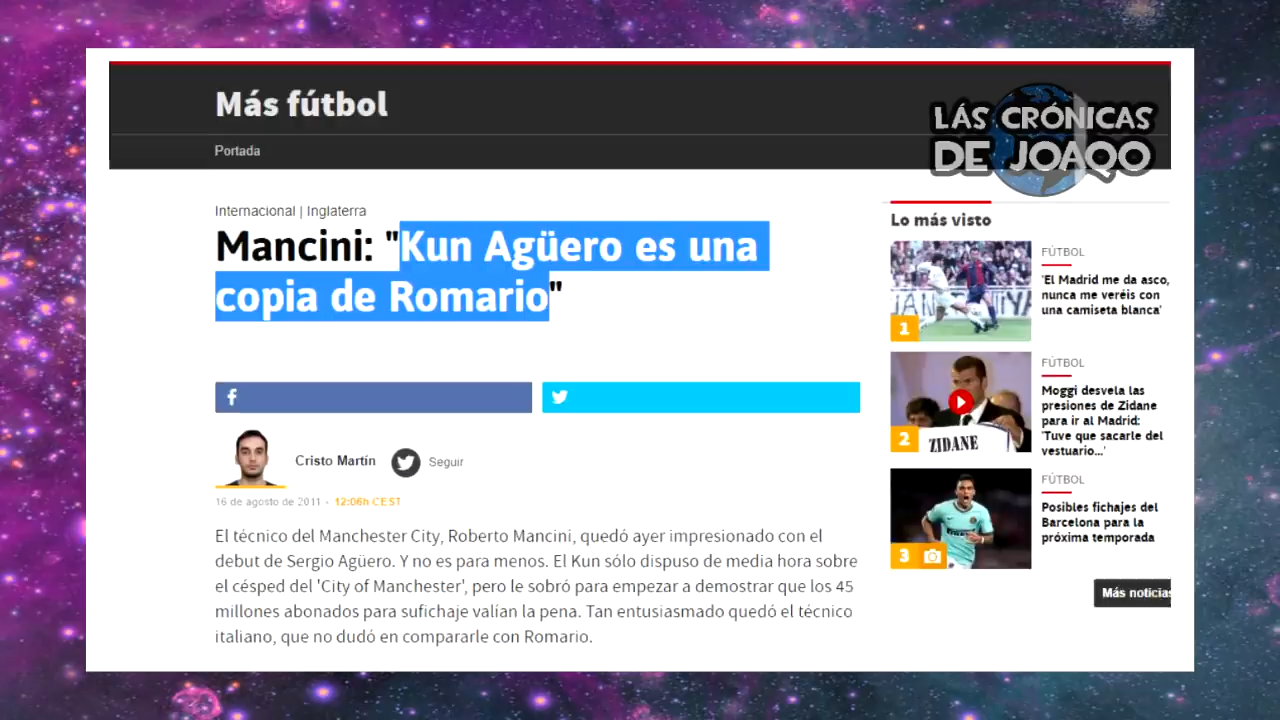 Más fútbol
LÁS CRÓNICAS
DE JOAQO
Portada
Internacional | Inglaterra
Mancini: "Kun Agüero es una
copia de Romario"
Cristo Martín
Seguir
16 de agosto de 2011 - 12:06h CEST
El técnico del Manchester City, Roberto Mancini, quedó ayer impresionado con el
debut de Sergio Agüero. Y no es para menos. El Kun sólo dispuso de media hora sobre
el césped del 'City of Manchester', pero le sobró para empezar a demostrar que los 45
millones abonados para sufichaje valían la pena. Tan entusiasmado quedó el técnico
italiano, que no dudó en compararle con Romario.
Lo más visto
1
FÚTBOL
'El Madrid me da asco,
nunca me veréis con
una camiseta blanca'
2
ZIDANE
FÚTBOL
Moggi desvela las
presiones de Zidane
para ir al Madrid:
'Tuve que sacarle del
vestuario...'
3
FÚTBOL
Posibles fichajes del
Barcelona para la
próxima temporada
Más noticias